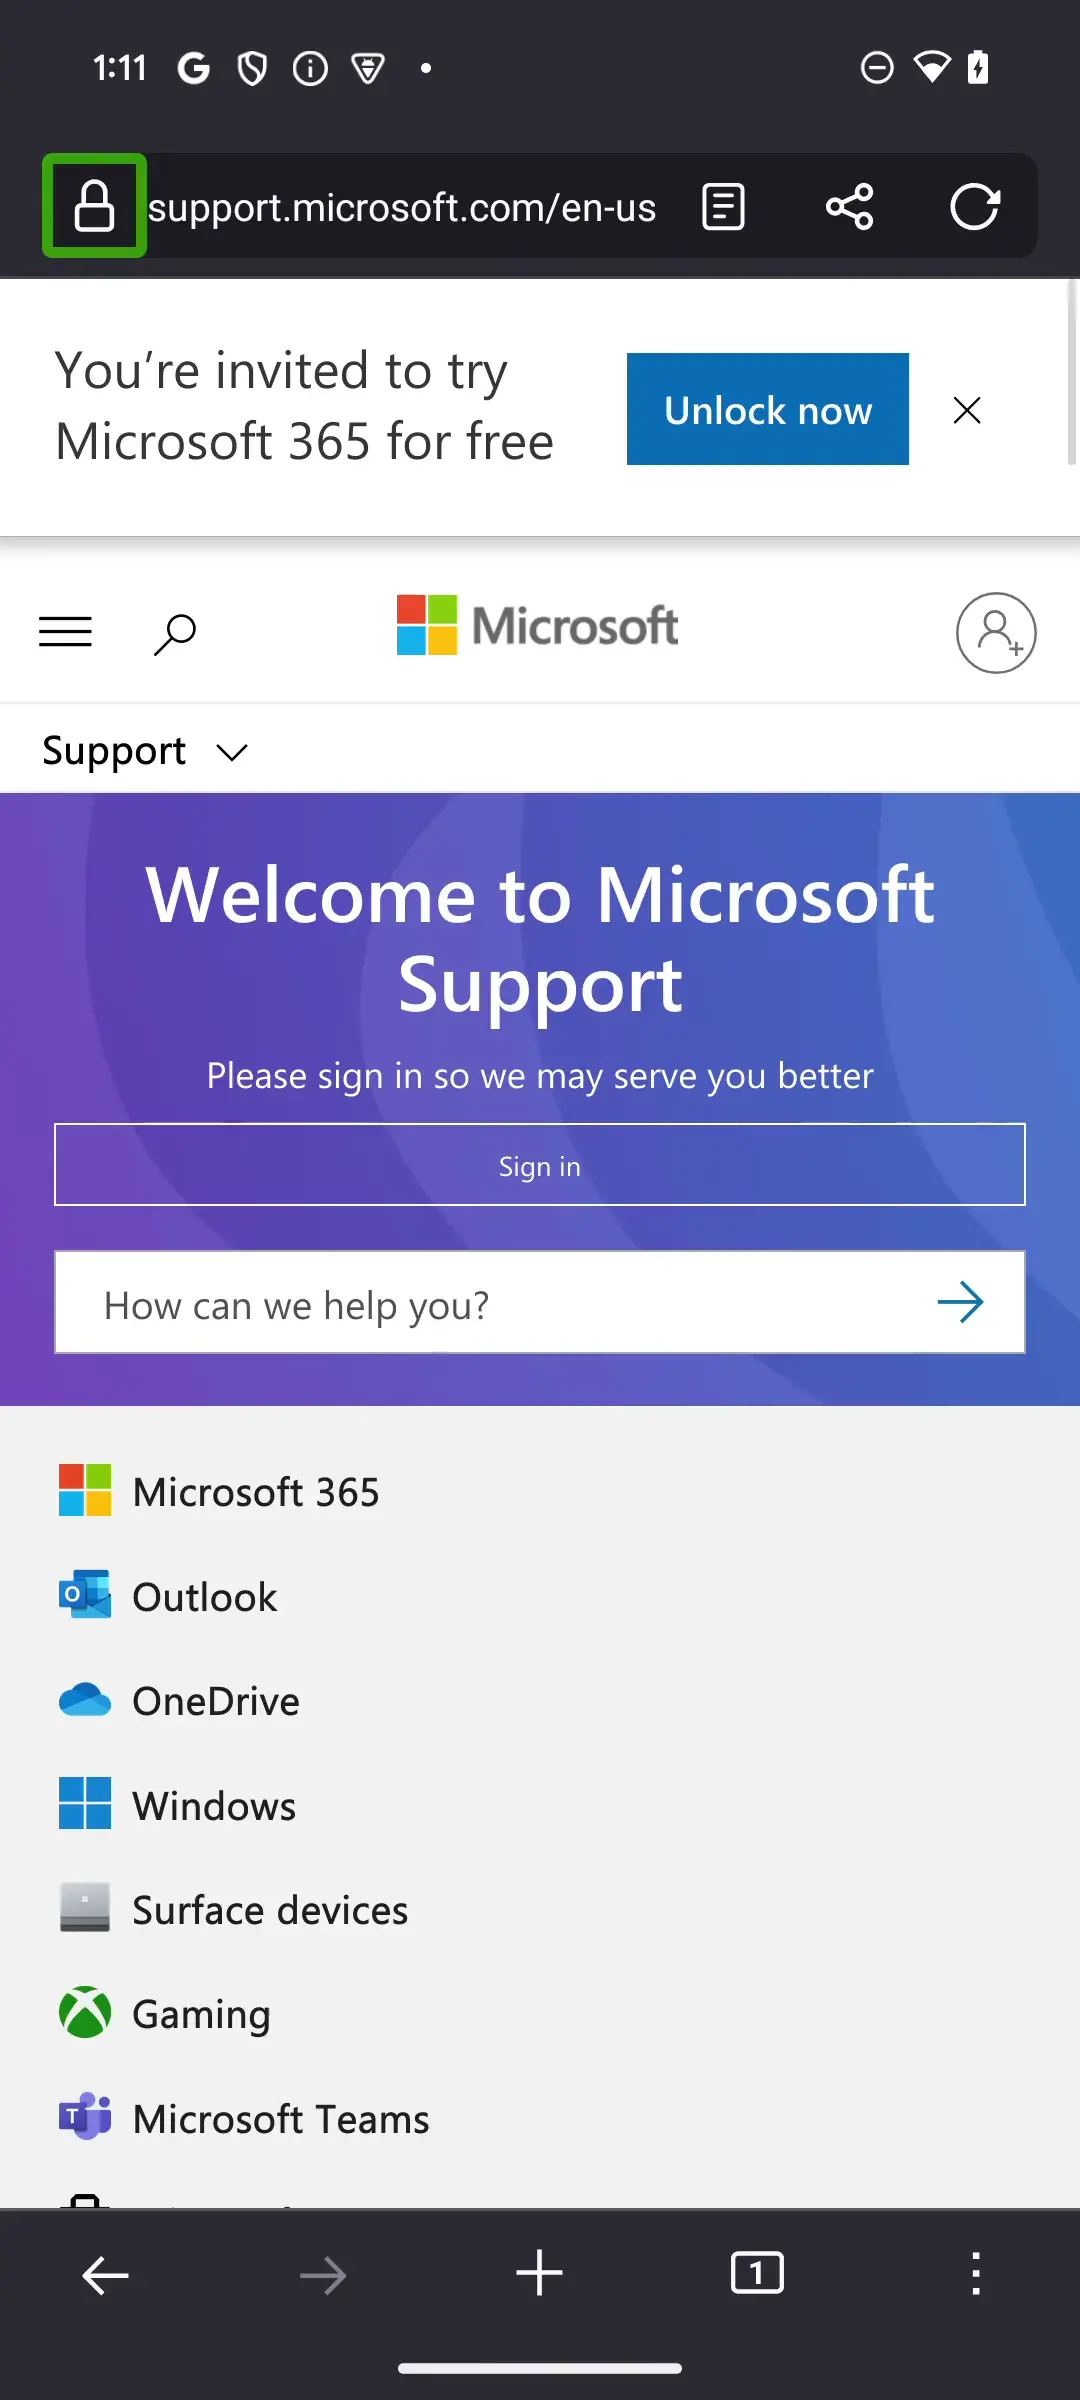 1:11
support.microsoft.com/en-us
You're invited to try
Microsoft 365 for free
Unlock now
Microsoft
Support
Welcome to Microsoft
Support
Please sign in so we may serve you better
Sign in
How can we help you?
Microsoft 365
Outlook
OneDrive
Windows
Surface devices
Gaming
Microsoft Teams
1